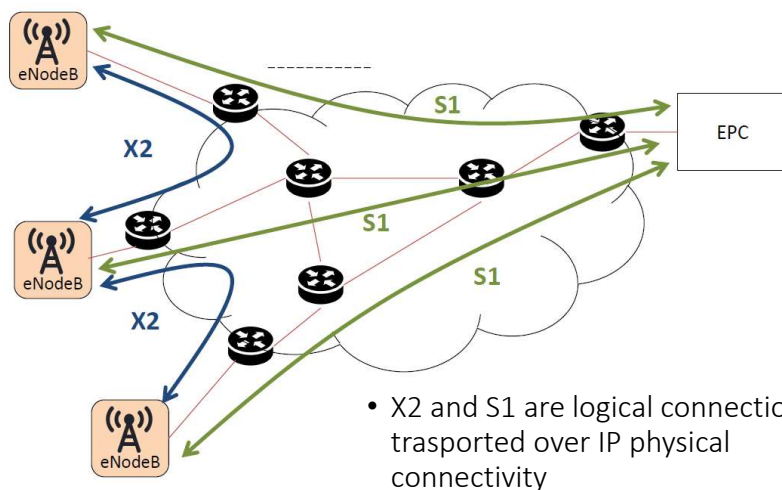 eNodeB
S1
EPC
X2
eNodeB
S1
X2
S1
eNodeB
• X2 and S1 are logical
trasported over IP physical
connectivity